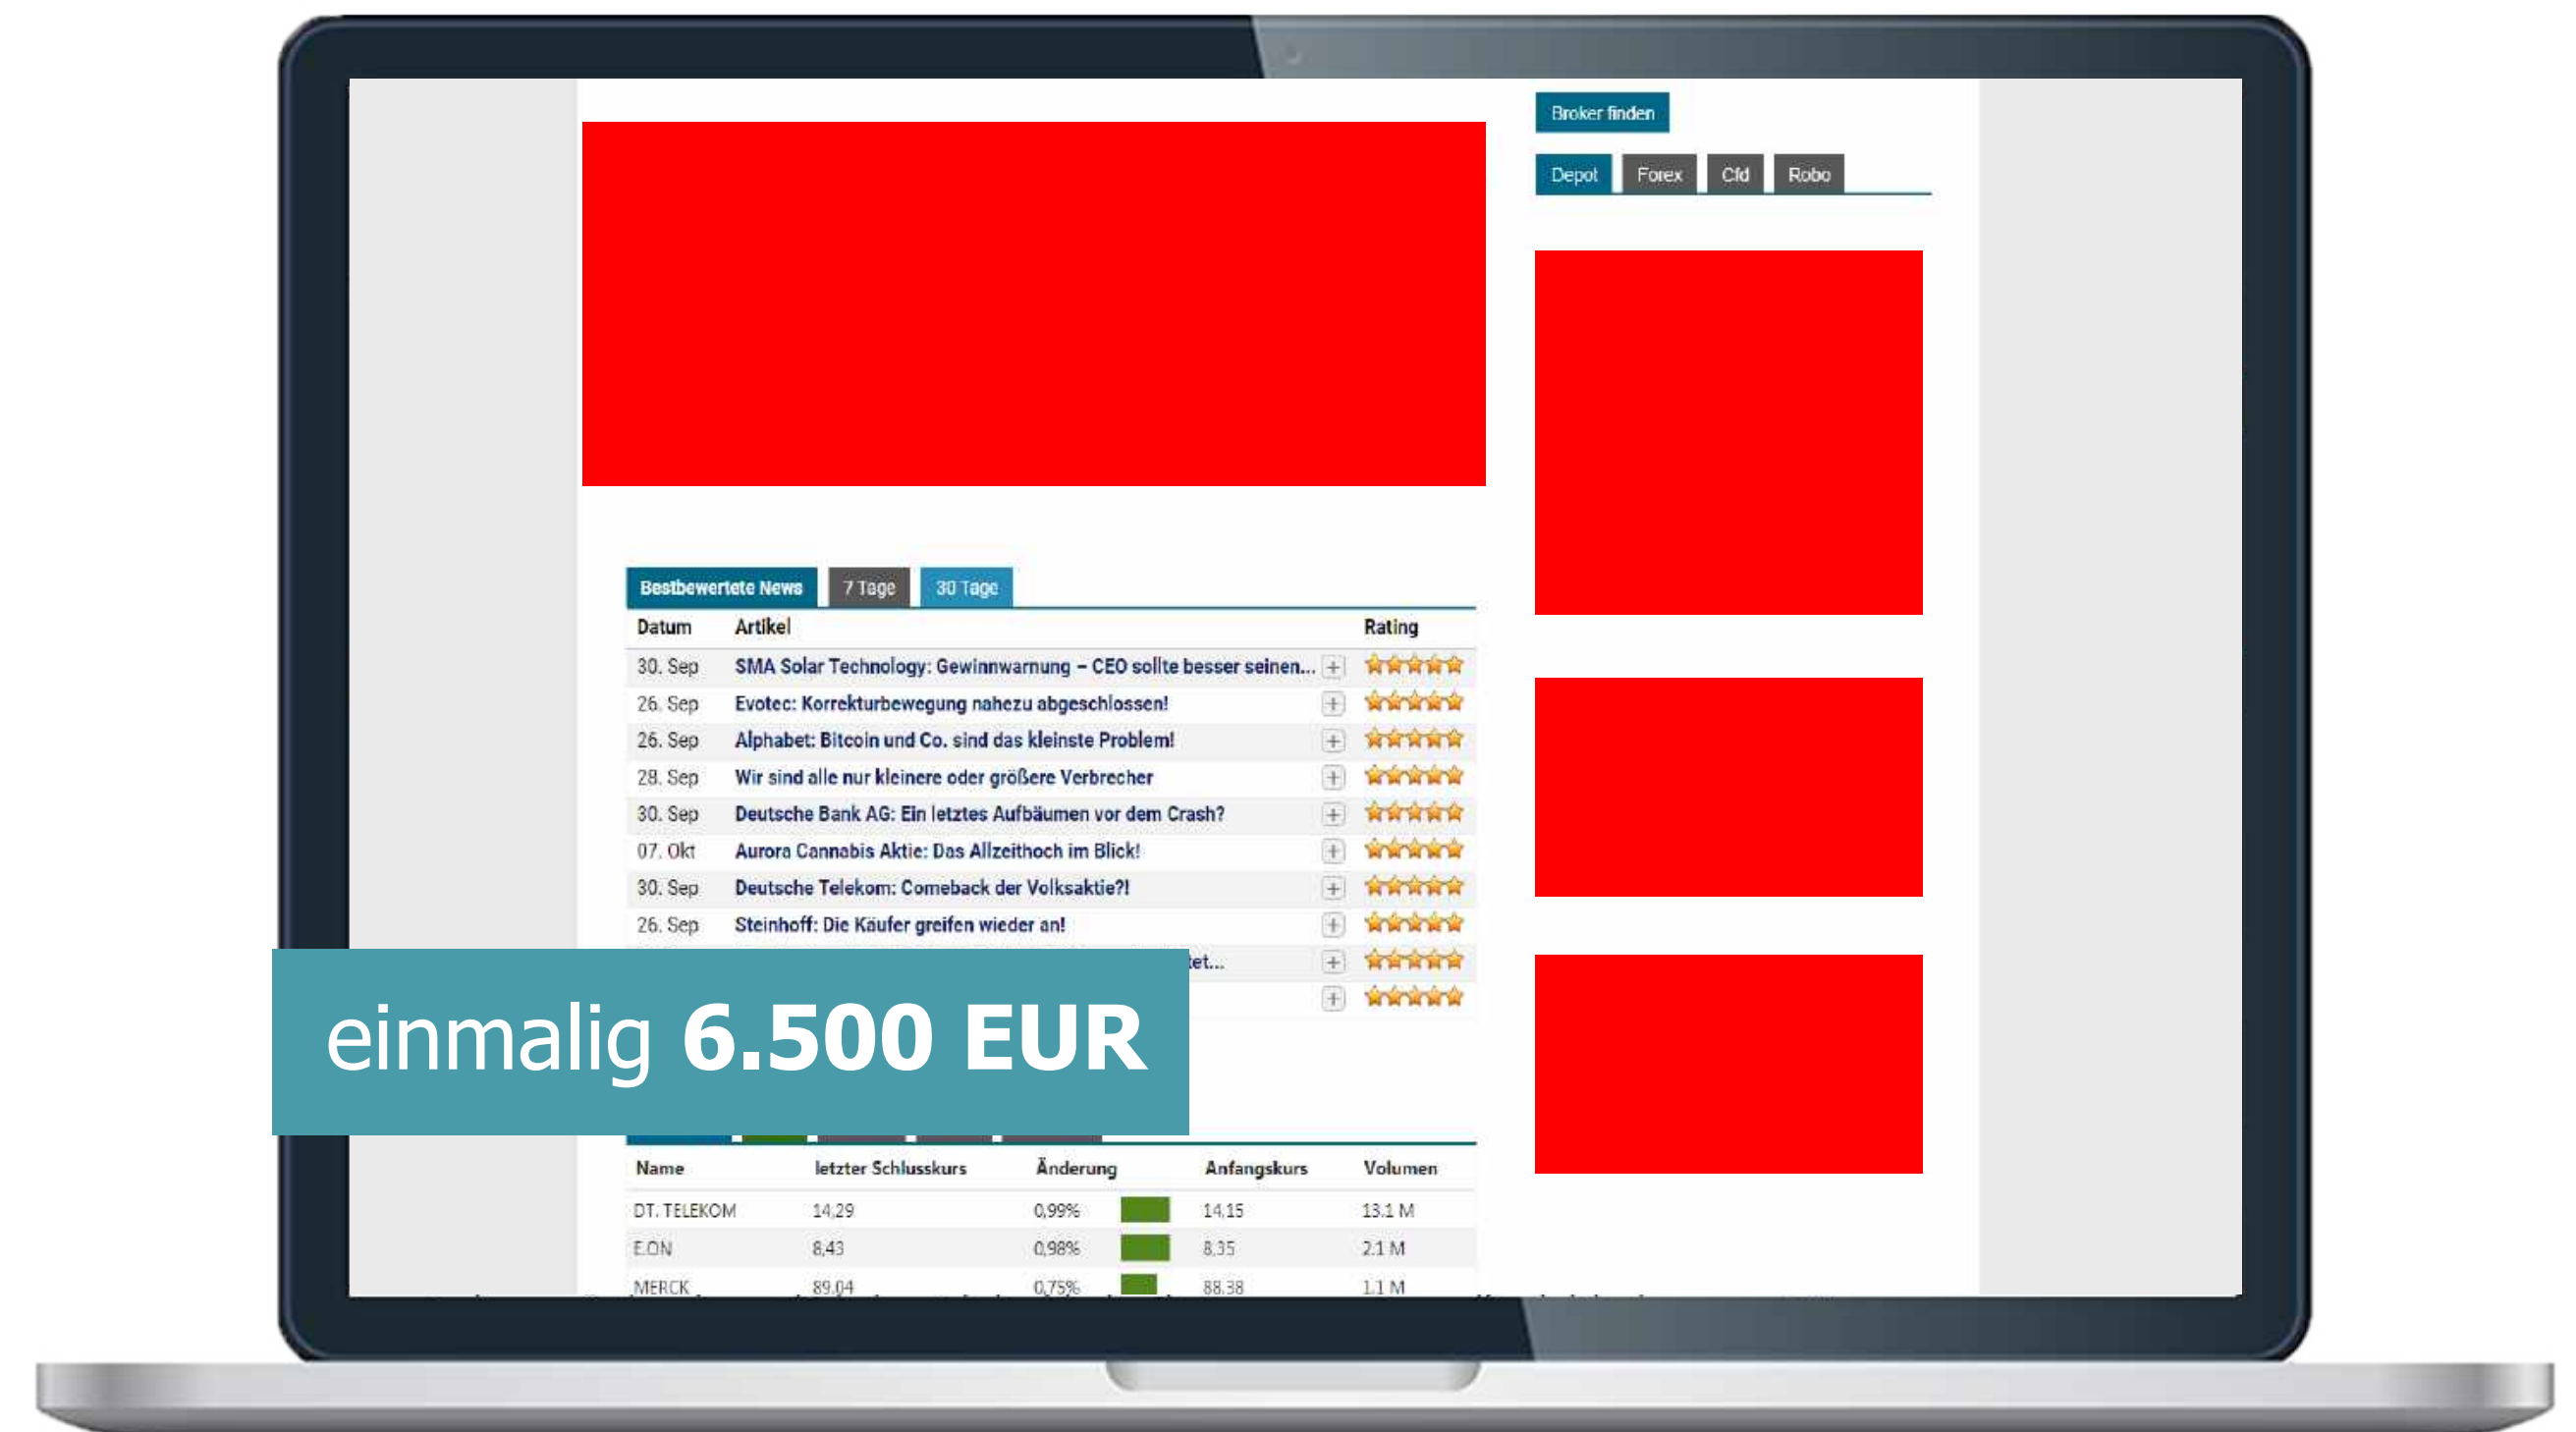 Broker finden
Depot Forex Cfd Robo
Bestbewertete News 7 Tage 30 Tage
Datum Artikel Rating
30. Sep SMA Solar Technology: Gewinnwarnung – CEO sollte besser seinen... +
26. Sep Evotec: Korrekturbewegung nahezu abgeschlossen! +
26. Sep Alphabet: Bitcoin und Co. sind das kleinste Problem! +
28. Sep Wir sind alle nur kleinere oder größere Verbrecher +
30. Sep Deutsche Bank AG: Ein letztes Aufbäumen vor dem Crash? +
07. Okt Aurora Cannabis Aktie: Das Allzeithoch im Blick! +
30. Sep Deutsche Telekom: Comeback der Volksaktie?! +
26. Sep Steinhoff: Die Käufer greifen wieder an! +
tet... +
+
einmalig 6.500 EUR
Name letzter Schlusskurs Änderung Anfangskurs Volumen
DT. TELEKOM 14,29 0,99% 14,15 13.1 M
E.ON 8,43 0,98% 8,35 2.1 M
MERCK 89,04 0,75% 88,38 1.1 M